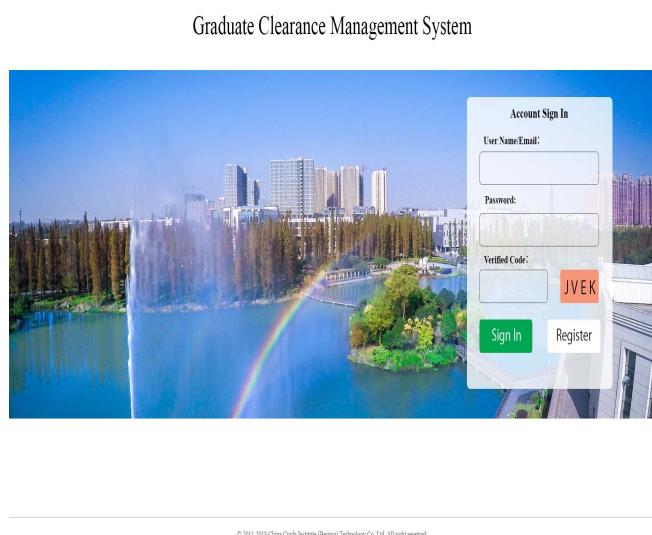 Graduate Clearance Management System
Account Sign In
User Name/Email:
Password:
Verified Code:
JVEK
Sign In Register